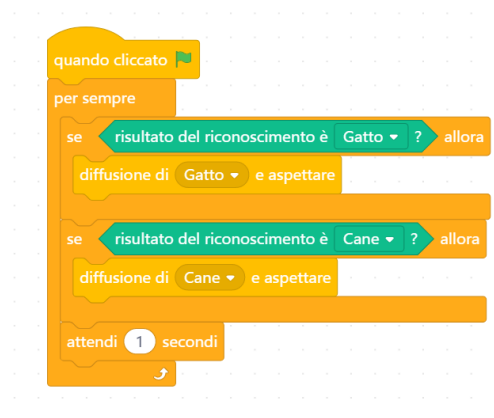 quando cliccato
per sempre
se risultato del riconoscimento è Gatto ? allora
diffusione di Gatto e aspettare
se risultato del riconoscimento è Cane ? allora
diffusione di Cane e aspettare
attendi 1 secondi